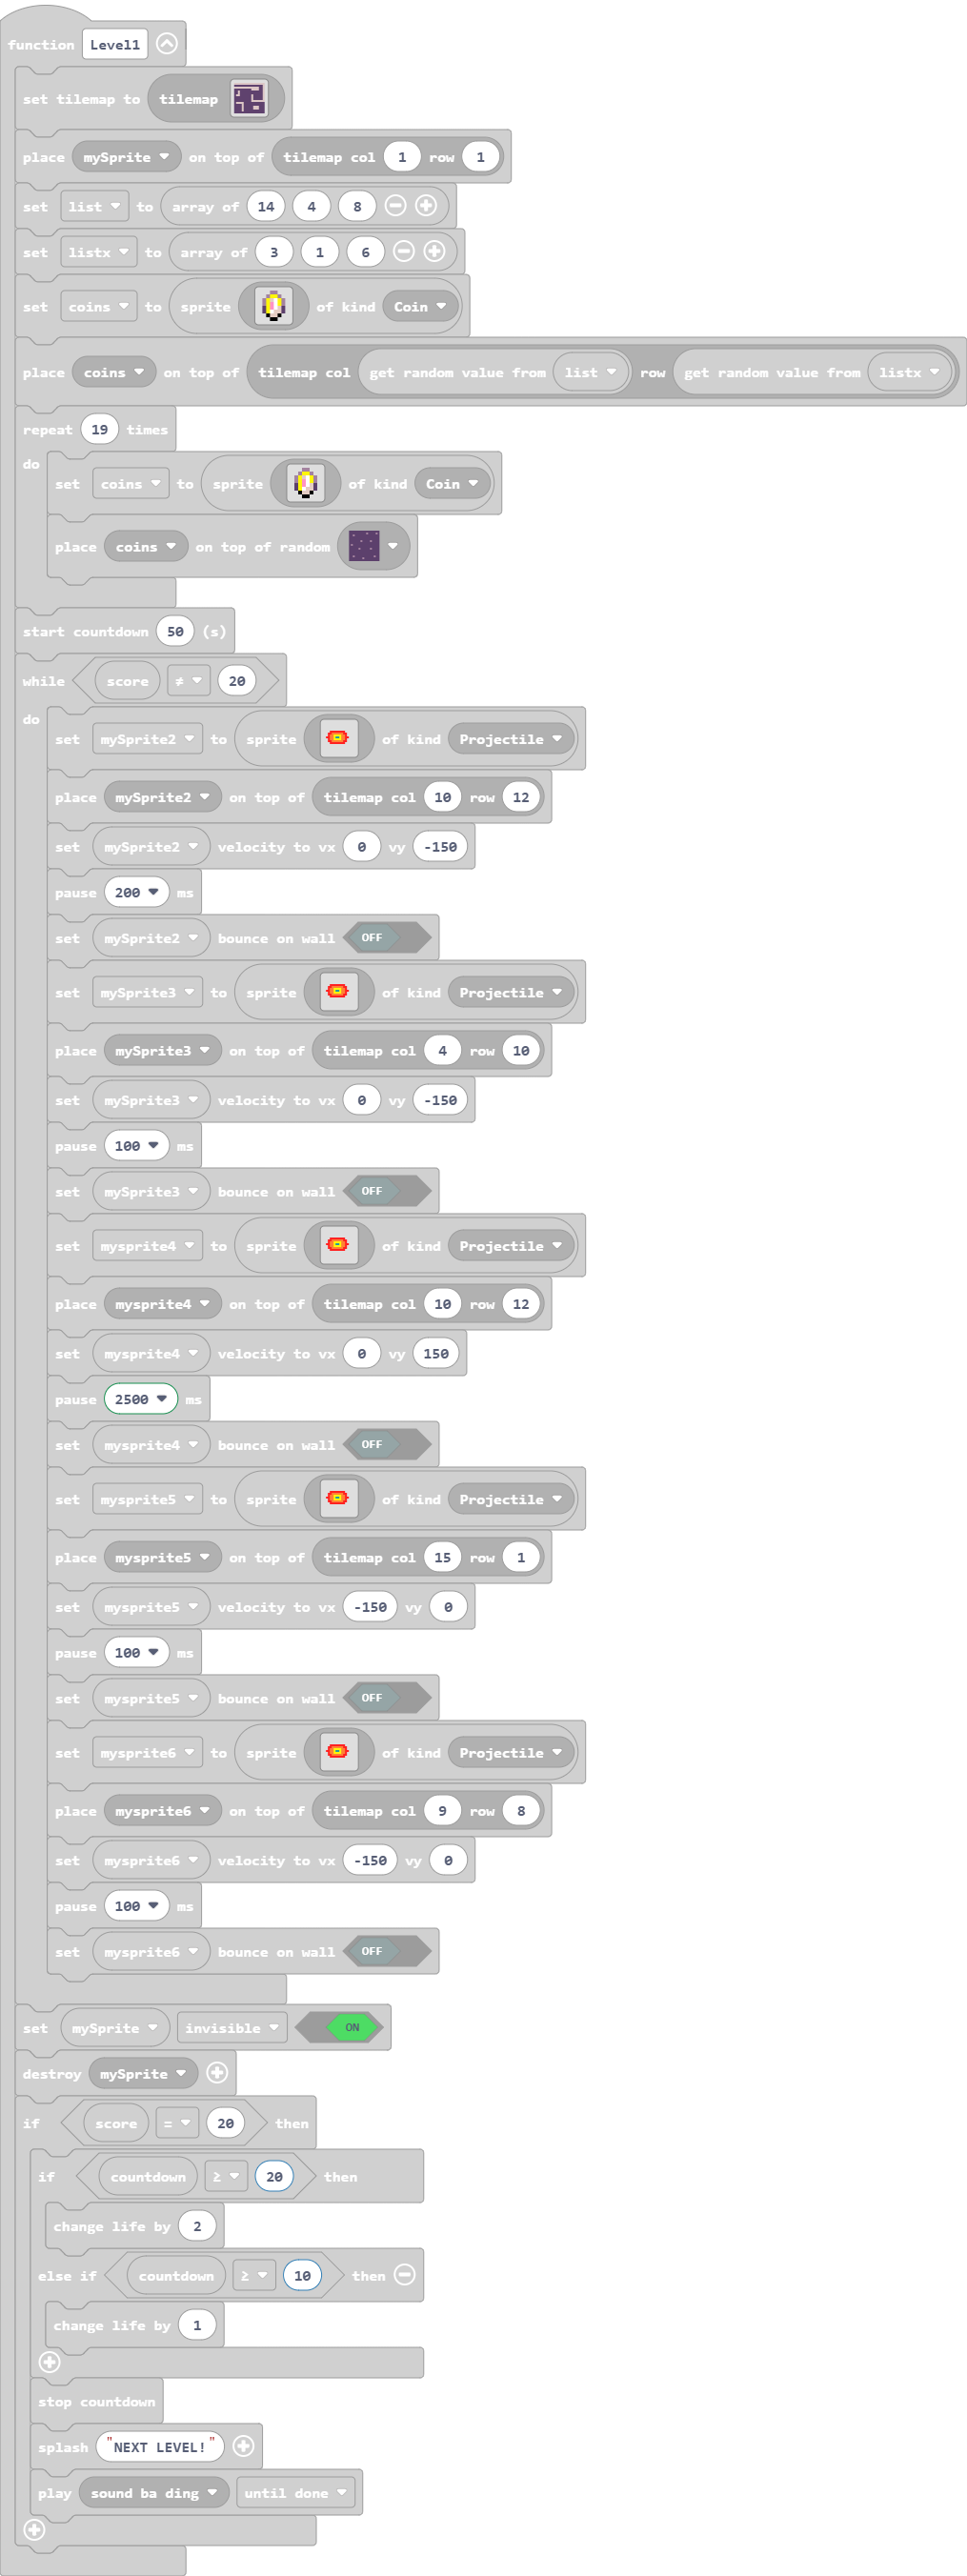 function Level1
set tilemap to tilemap
place mySprite on top of tilemap col 1 row 1
set list to array of 14 4 8
set listx to array of 3 1 6
set coins to sprite of kind Coin
place coins on top of tilemap col get random value from list row get random value from listx
repeat 19 times
do
set coins to sprite of kind Coin
place coins on top of random
start countdown 50 (s)
while score ≠ 20
do
set mySprite2 to sprite of kind Projectile
place mySprite2 on top of tilemap col 10 row 12
set mySprite2 velocity to vx 0 vy -150
pause 200 ms
set mySprite2 bounce on wall OFF
set mySprite3 to sprite of kind Projectile
place mySprite3 on top of tilemap col 4 row 10
set mySprite3 velocity to vx 0 vy -150
pause 100 ms
set mySprite3 bounce on wall OFF
set mysprite4 to sprite of kind Projectile
place mysprite4 on top of tilemap col 10 row 12
set mysprite4 velocity to vx 0 vy 150
pause 2500 ms
set mysprite4 bounce on wall OFF
set mysprite5 to sprite of kind Projectile
place mysprite5 on top of tilemap col 15 row 1
set mysprite5 velocity to vx -150 vy 0
pause 100 ms
set mysprite5 bounce on wall OFF
set mysprite6 to sprite of kind Projectile
place mysprite6 on top of tilemap col 9 row 8
set mysprite6 velocity to vx -150 vy 0
pause 100 ms
set mysprite6 bounce on wall OFF
set mySprite invisible ON
destroy mySprite
if score = 20 then
if countdown ≥ 20 then
change life by 2
else if countdown ≥ 10 then
change life by 1
stop countdown
splash "NEXT LEVEL!"
play sound ba ding until done